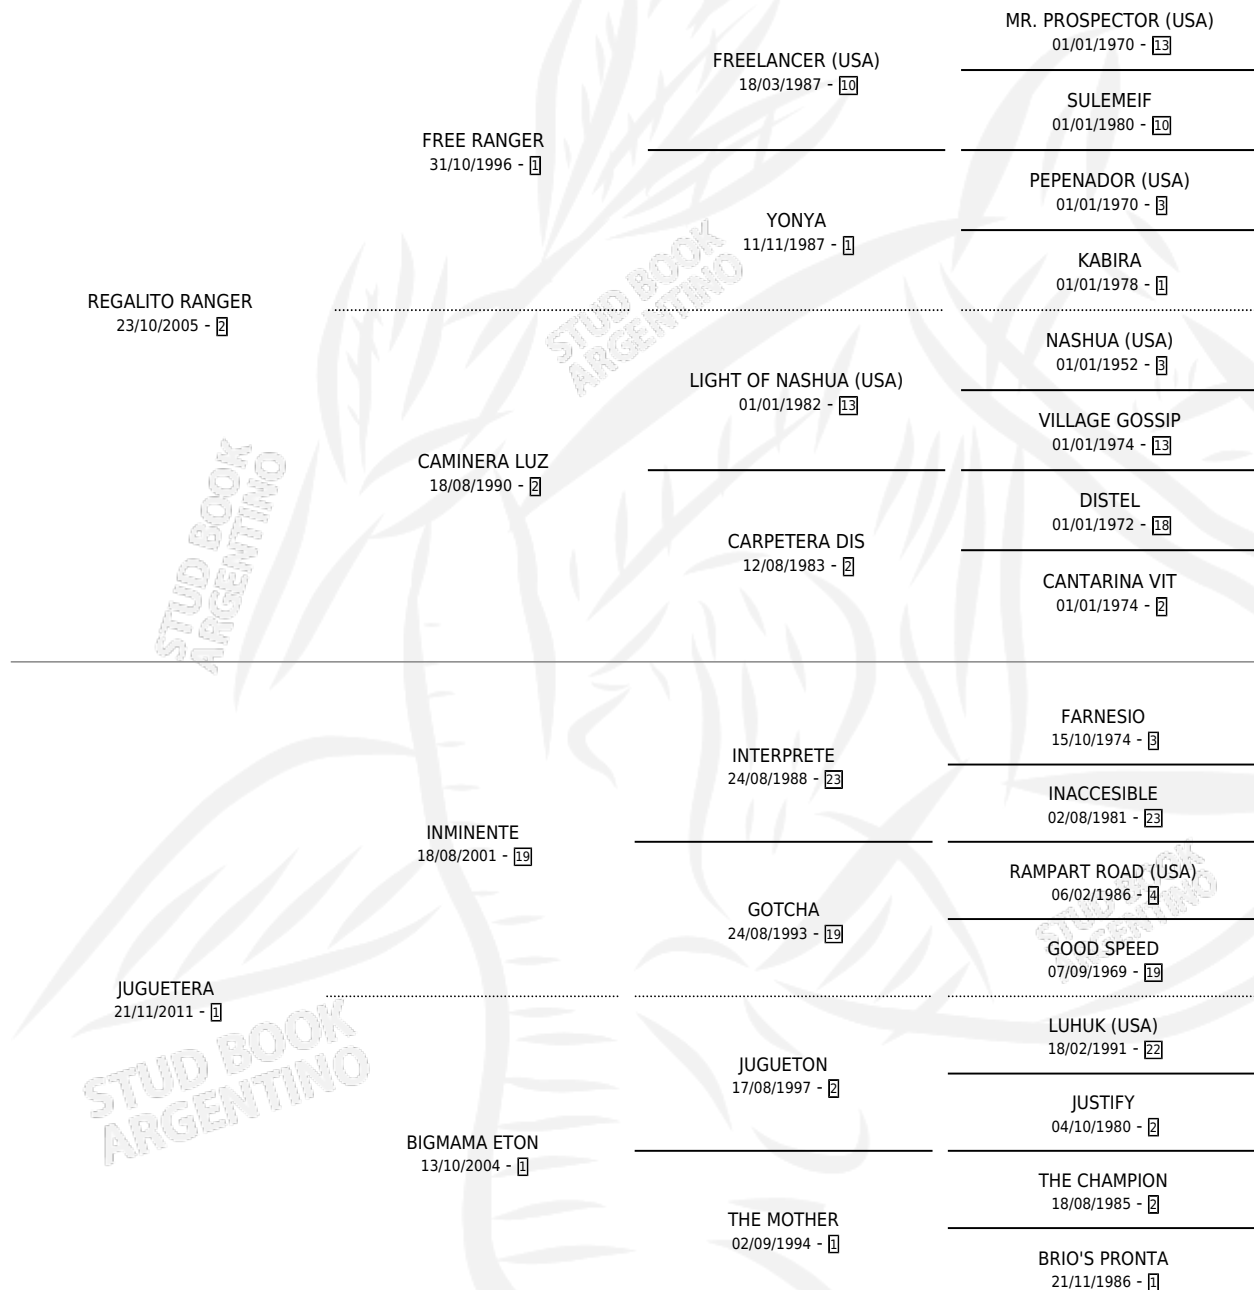 MR. PROSPECTOR (USA)
01/01/1970 - 13
FREELANCER (USA)
18/03/1987 - 10
SULEMEIF
01/01/1980 - 10
FREE RANGER
31/10/1996 - 1
PEPENADOR (USA)
01/01/1970 - 3
YONYA
11/11/1987 - 1
KABIRA
01/01/1978 - 1
REGALITO RANGER
23/10/2005 - 2
NASHUA (USA)
01/01/1952 - 3
LIGHT OF NASHUA (USA)
01/01/1982 - 13
VILLAGE GOSSIP
01/01/1974 - 13
CAMINERA LUZ
18/08/1990 - 2
DISTEL
01/01/1972 - 18
CARPETERA DIS
12/08/1983 - 2
CANTARINA VIT
01/01/1974 - 2
STUD BOOK
ARGENTINO
STUD BOOK
ARGENTINO
FARNESIO
15/10/1974 - 3
INTERPRETE
24/08/1988 - 23
INACCESIBLE
02/08/1981 - 23
INMINENTE
18/08/2001 - 19
RAMPART ROAD (USA)
06/02/1986 - 4
GOTCHA
24/08/1993 - 19
GOOD SPEED
07/09/1969 - 19
STUD BOOK
ARGENTINO
JUGUETERA
21/11/2011 - 1
LUHUK (USA)
18/02/1991 - 22
JUGUETON
17/08/1997 - 2
JUSTIFY
04/10/1980 - 2
STUD BOOK
ARGENTINO
BIGMAMA ETON
13/10/2004 - 1
THE CHAMPION
18/08/1985 - 2
THE MOTHER
02/09/1994 - 1
BRIO'S PRONTA
21/11/1986 - 1